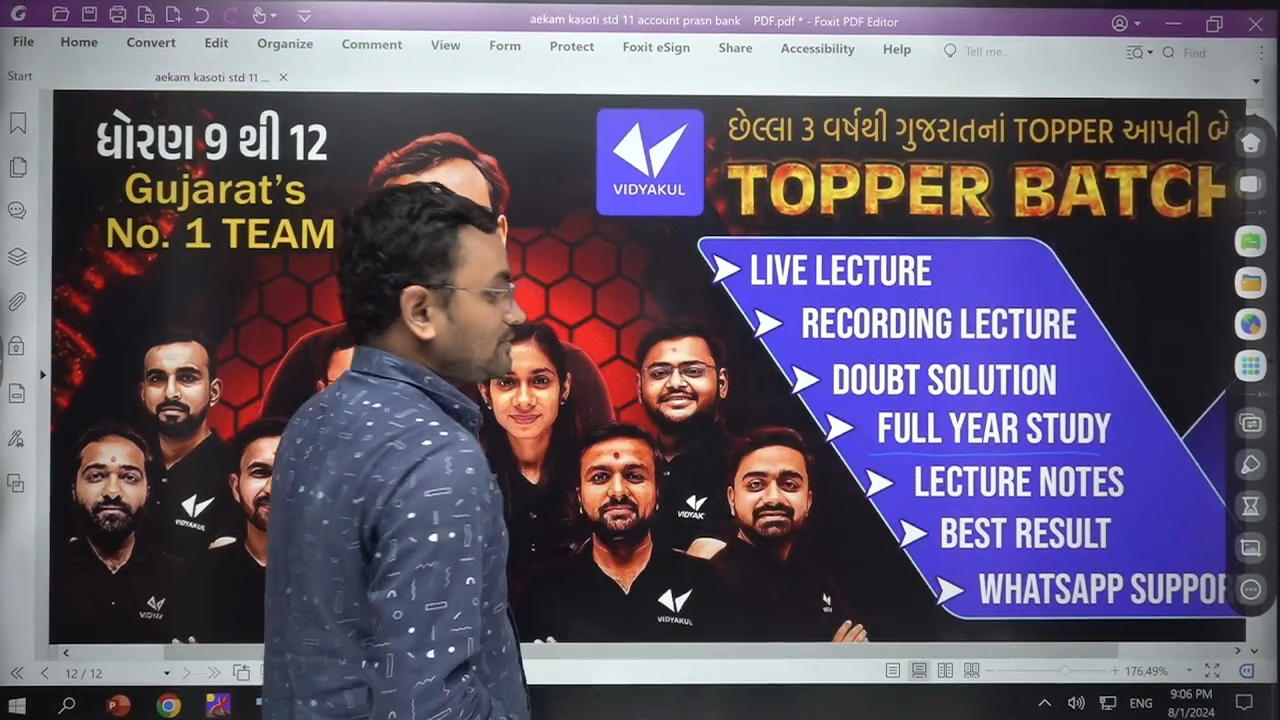 aekam kasoti std 11 account prasn bank PDF.pdf * - Foxit PDF Editor
File Home Convert Edit Organize Comment View Form Protect Foxit eSign Share Accessibility Help Tell me... Find
Start aekam kasoti std 11 ...
ધોરણ 9 થી 12
Gujarat's
No. 1 TEAM
VIDYAKUL
છેલ્લા 3 વર્ષથી ગુજરાતનાં TOPPER આપતી બે
TOPPER BATCH
LIVE LECTURE
RECORDING LECTURE
DOUBT SOLUTION
FULL YEAR STUDY
LECTURE NOTES
BEST RESULT
WHATSAPP SUPPOR
VIDYAKUL
VIDYAK
VIDYAKUL
12 / 12
176.49%
ENG
9:06 PM
8/1/2024